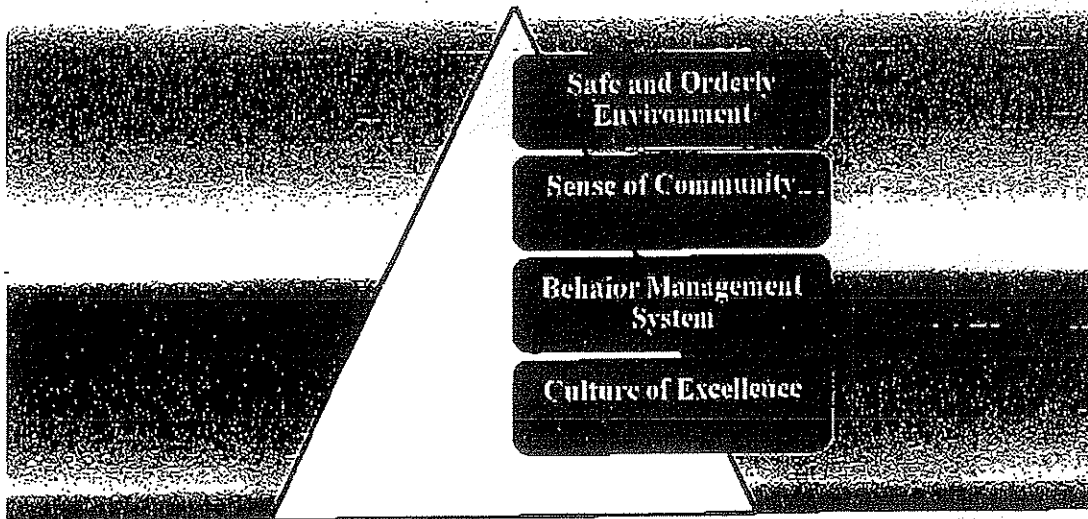 Safe and Orderly
Environment
Sense of Community
Behaior Management
System
Culture of Excellence